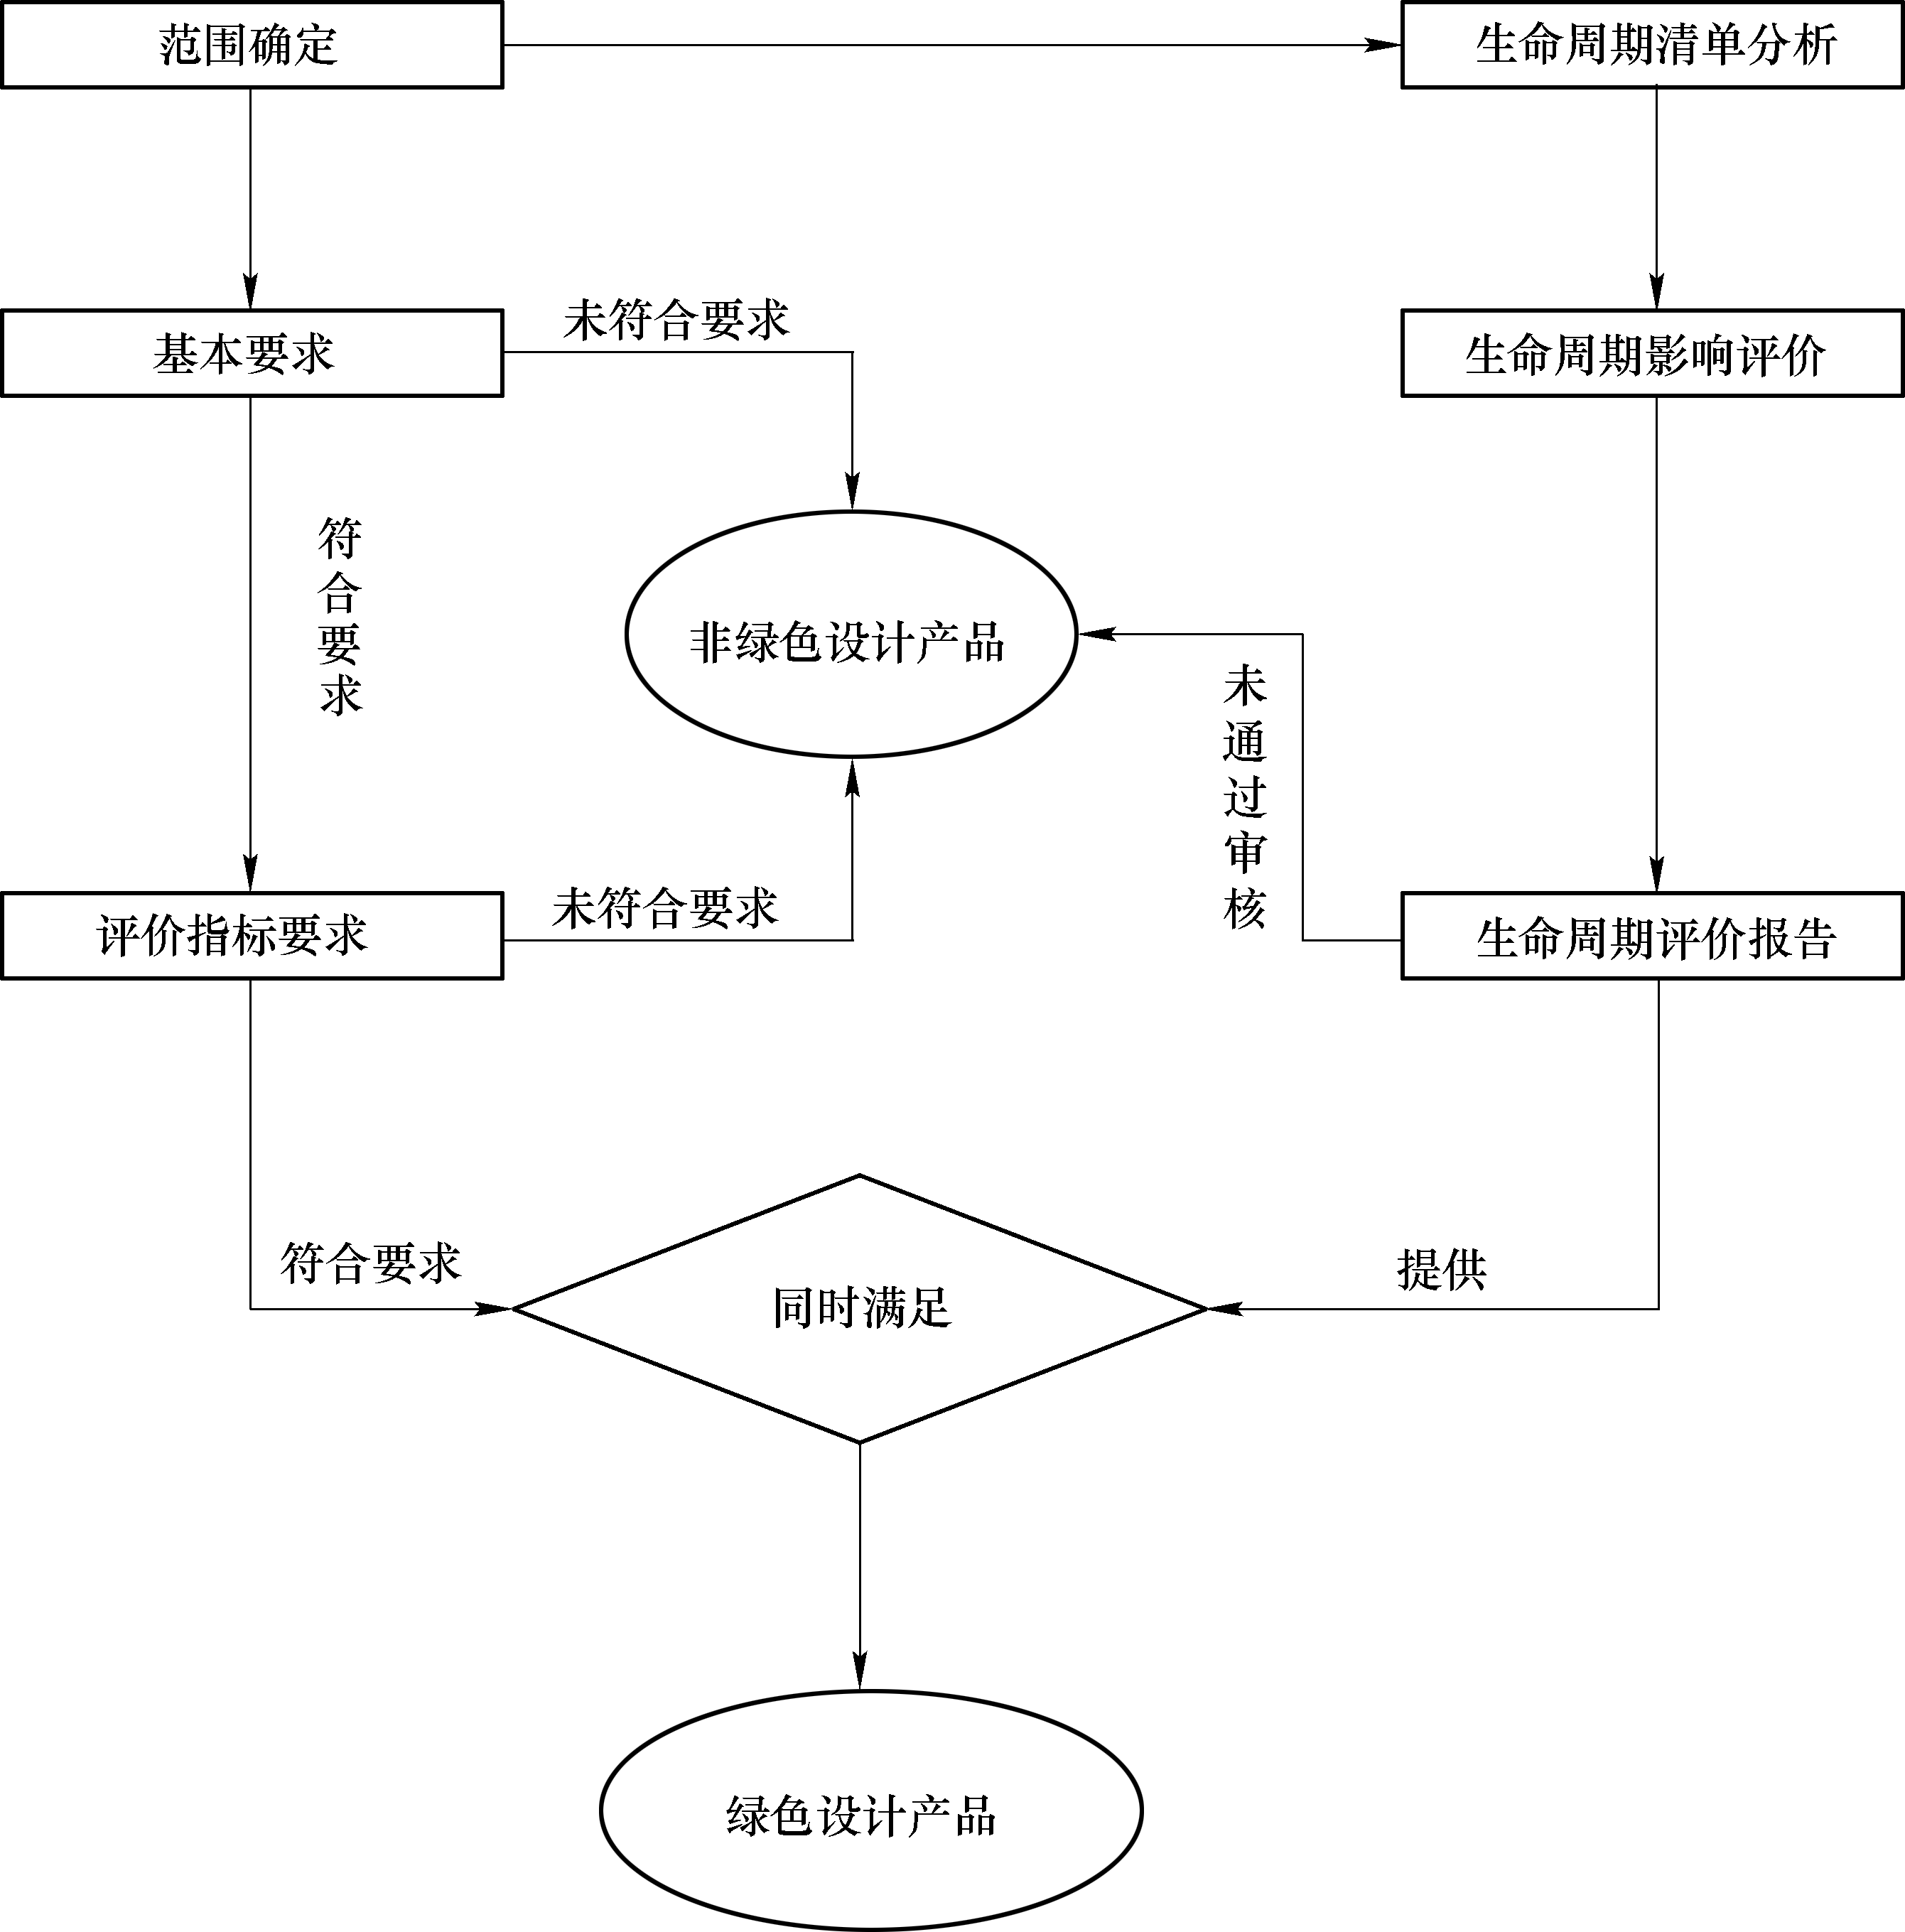 范围确定
生命周期清单分析
未符合要求
基本要求
生命周期影响评价
符合要求
非绿色设计产品
未通过审核
未符合要求
评价指标要求
生命周期评价报告
符合要求
提供
同时满足
绿色设计产品